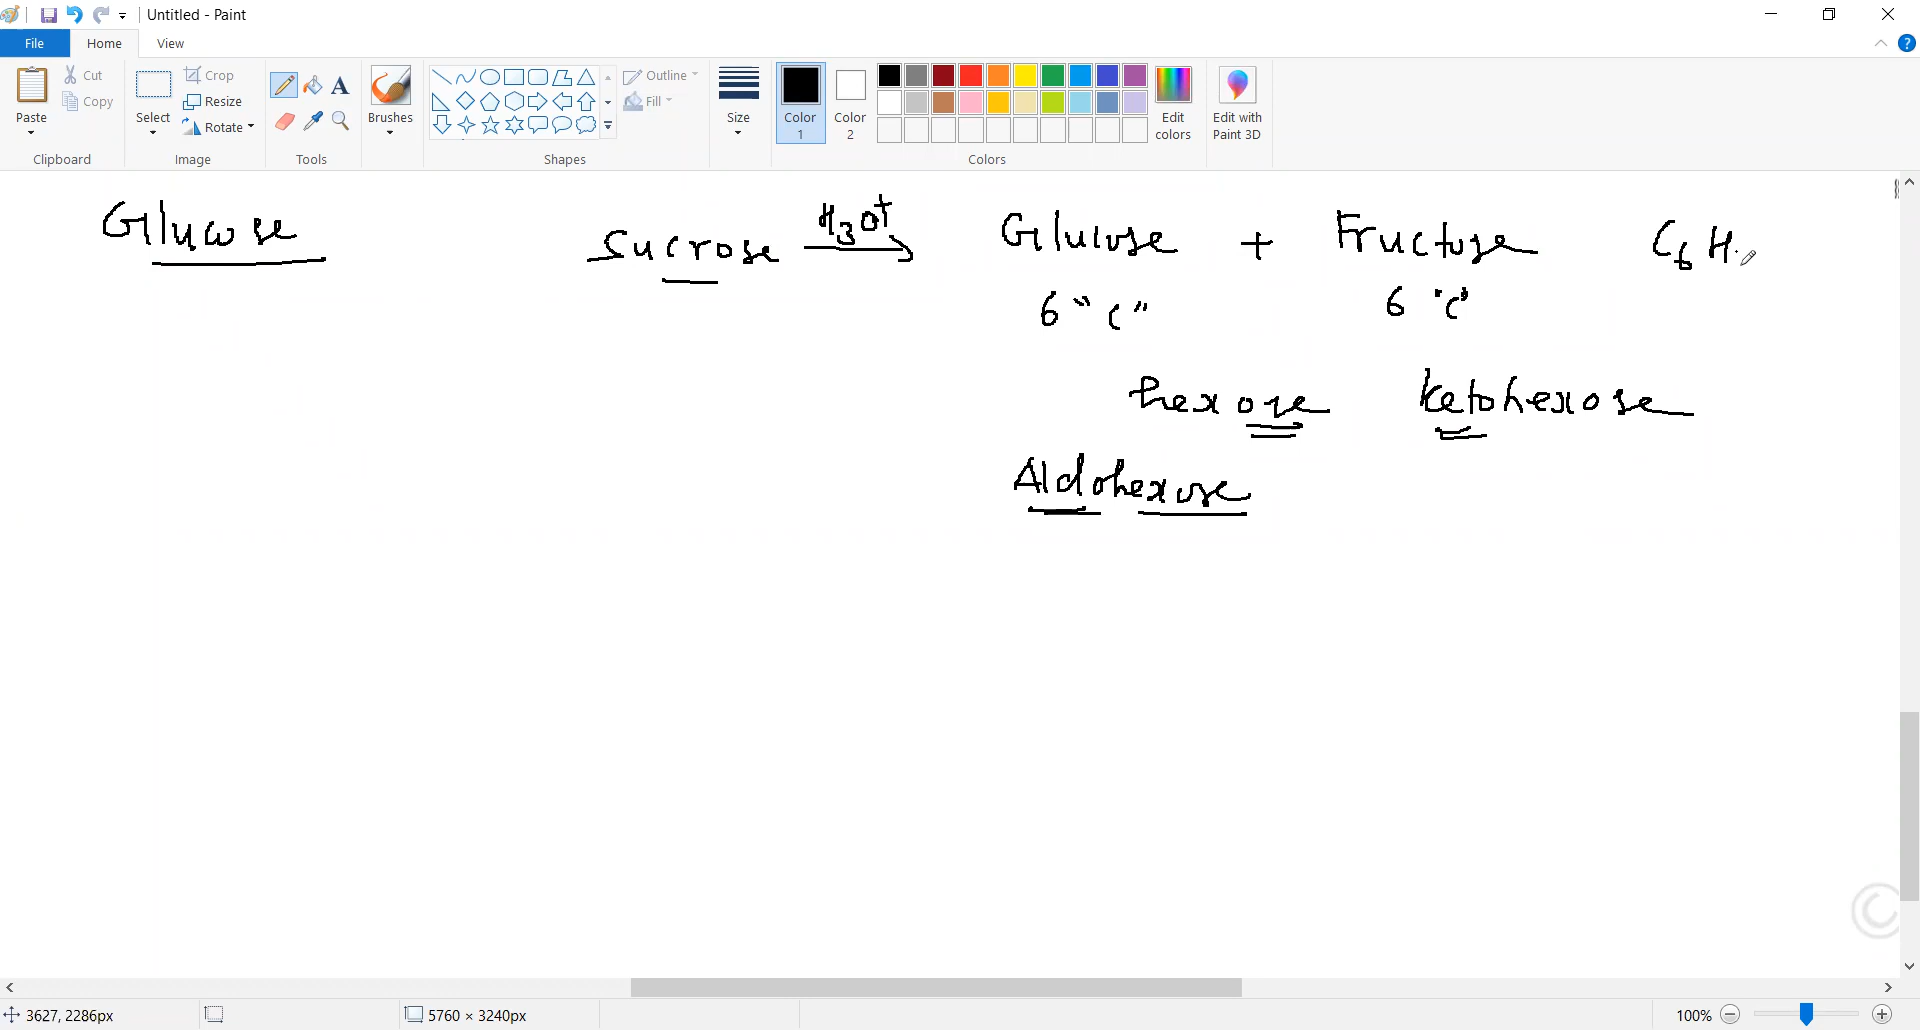 Untitled - Paint
File Home View
Paste Cut Copy Select Crop Resize Rotate Brushes Outline Fill Size Color 1 Color 2 Edit colors Edit with Paint 3D
Clipboard Image Tools Shapes Colors
Glucose
Sucrose H3O+ Glucose + Fructose C6 H
6 "C" 6 "C"
hexose ketohexose
Aldohexose
©
3627, 2286px 5760 × 3240px 100%